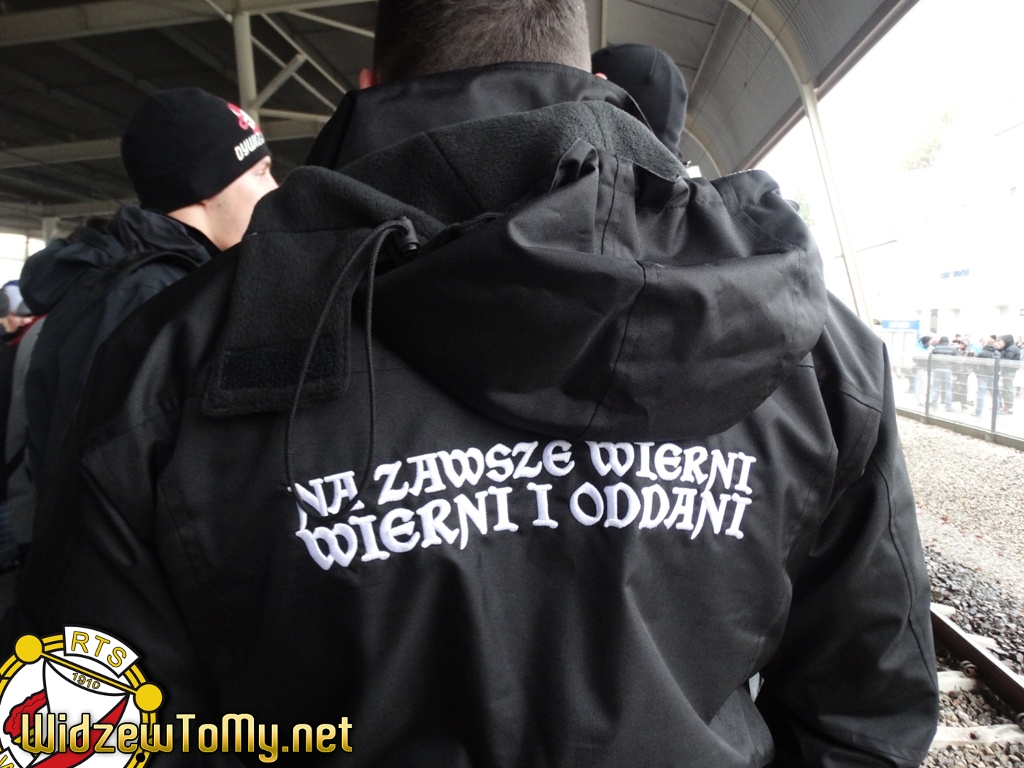 NA ZAWSZE WIERNI
WIERNI I ODDANI
RTS
1910
WidzewToMy.net